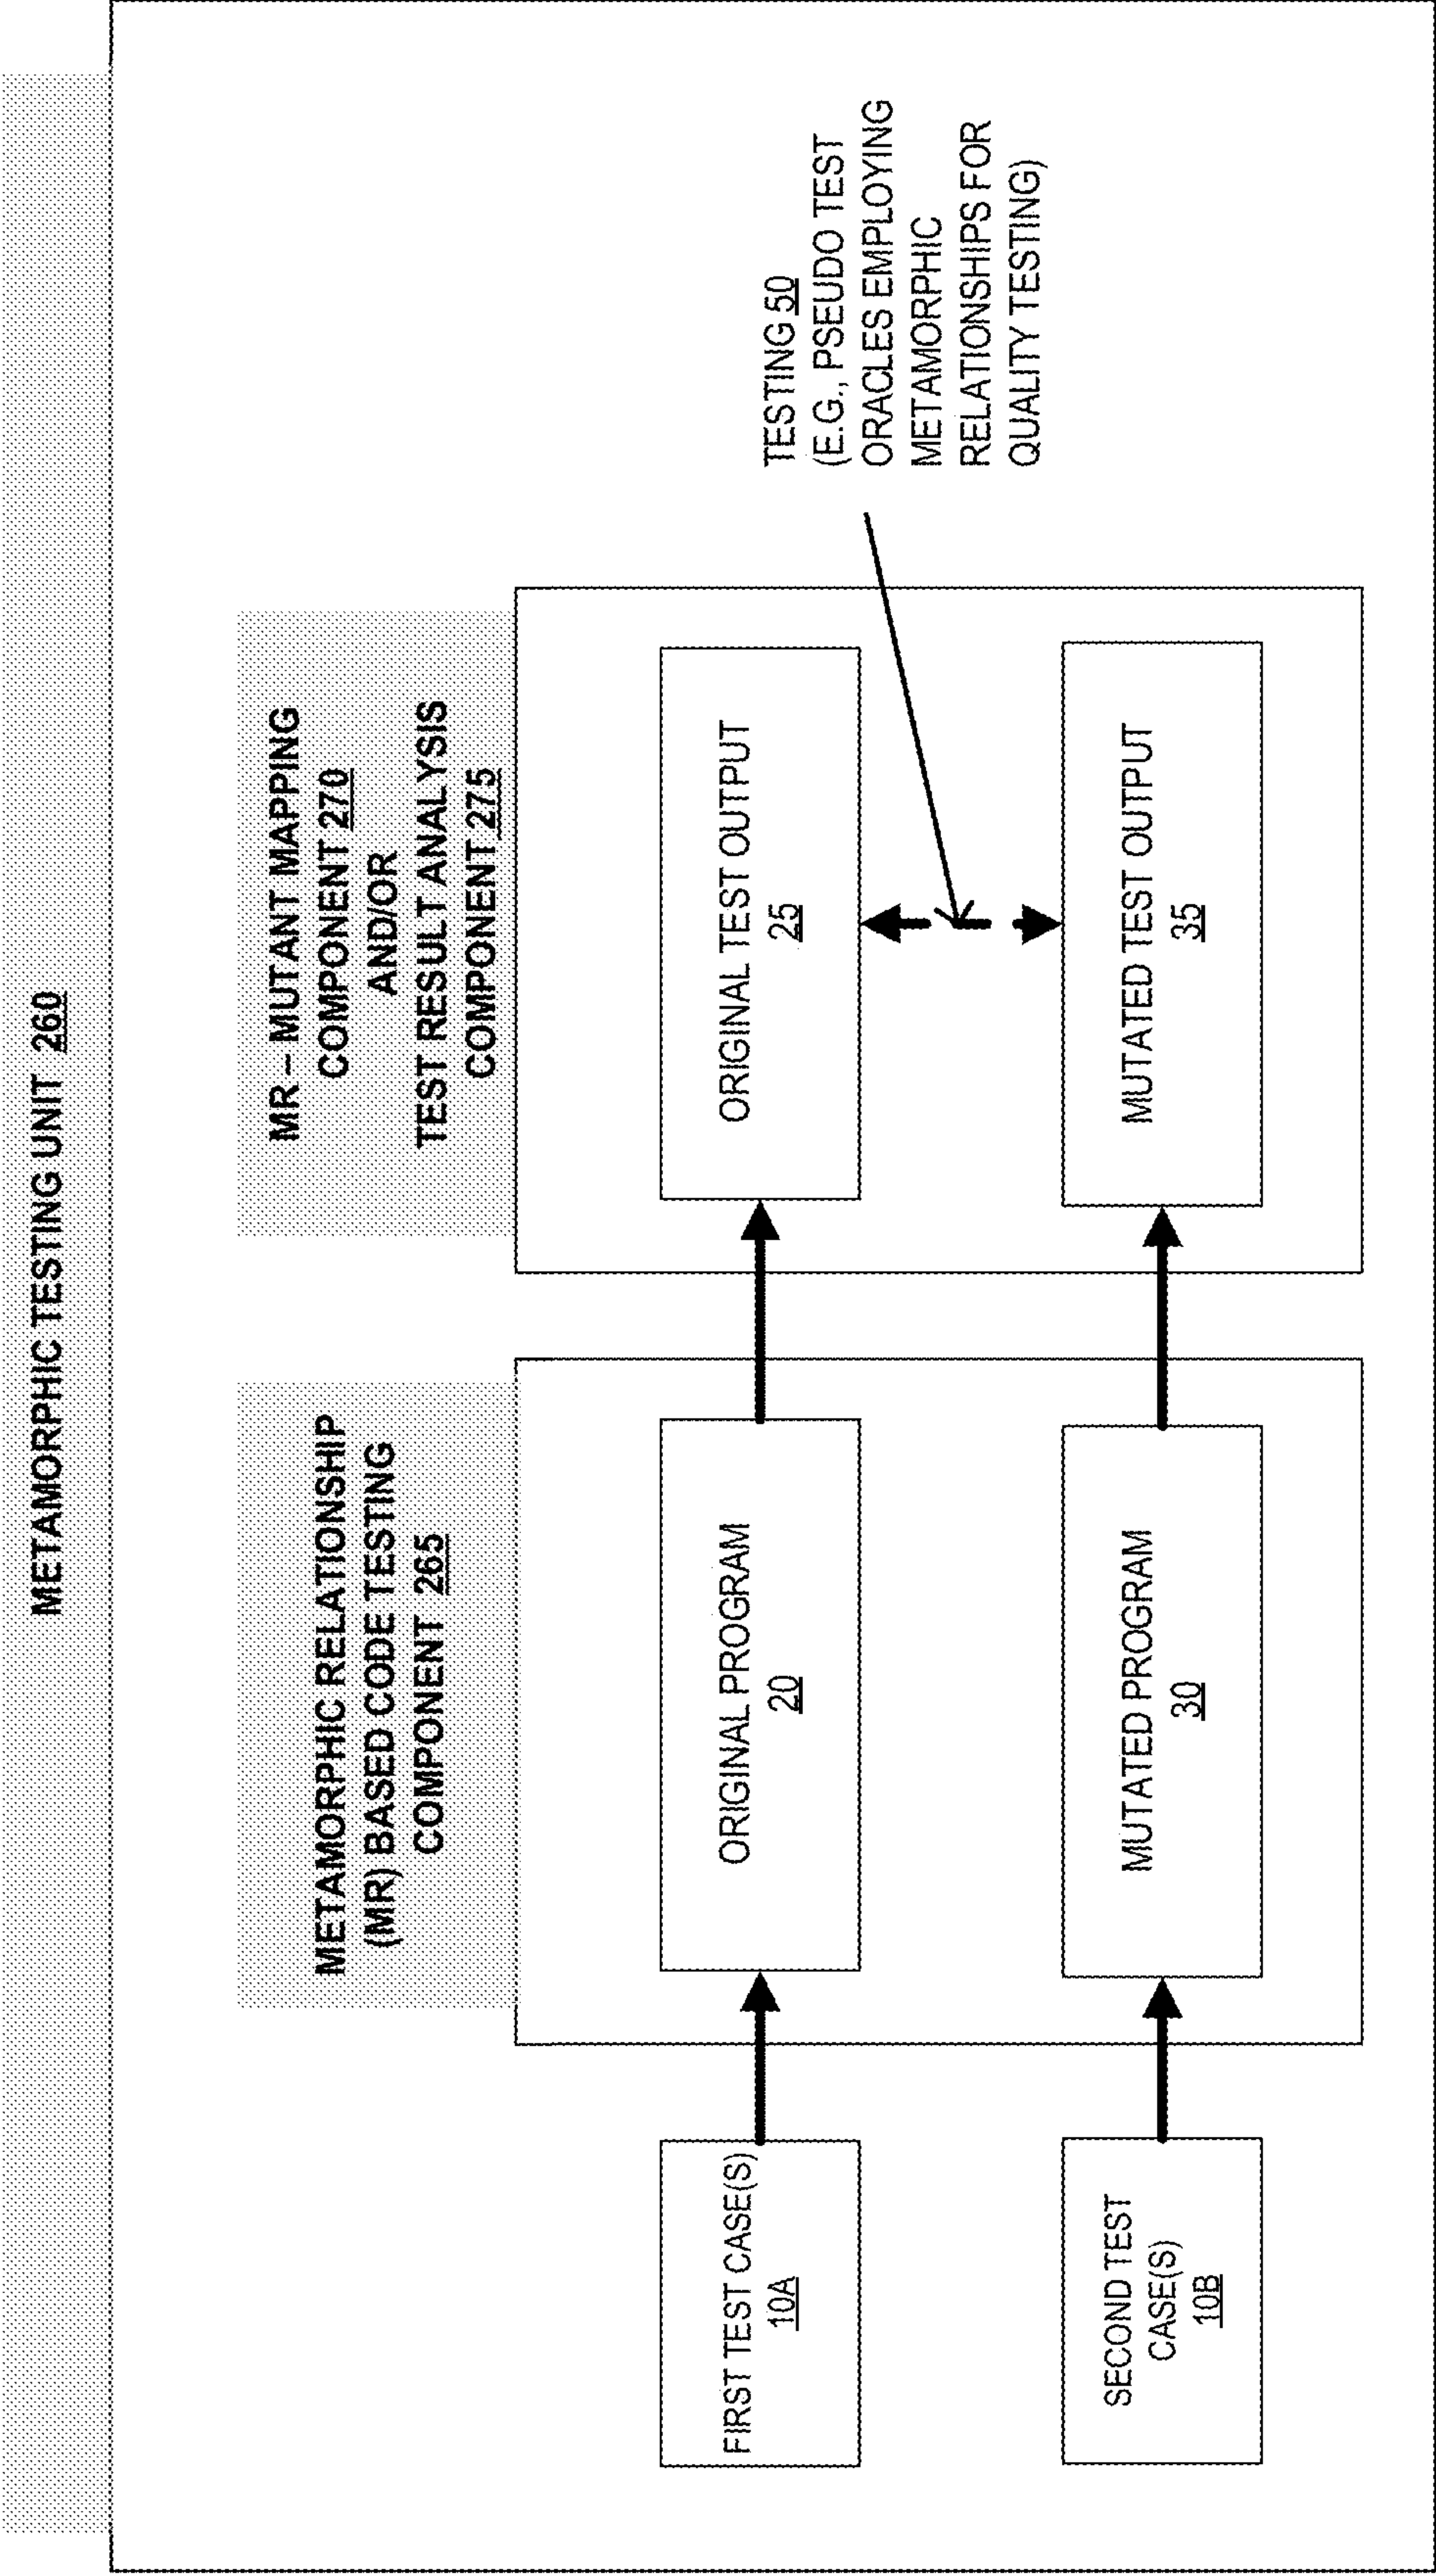 METAMORPHIC TESTING UNIT 260
METAMORPHIC RELATIONSHIP
(MR) BASED CODE TESTING
COMPONENT 265
MR – MUTANT MAPPING
COMPONENT 270
AND/OR
TEST RESULT ANALYSIS
COMPONENT 275
FIRST TEST CASE(S)
10A
ORIGINAL PROGRAM
20
ORIGINAL TEST OUTPUT
25
TESTING 50
(E.G., PSEUDO TEST
ORACLES EMPLOYING
METAMORPHIC
RELATIONSHIPS FOR
QUALITY TESTING)
SECOND TEST
CASE(S)
10B
MUTATED PROGRAM
30
MUTATED TEST OUTPUT
35